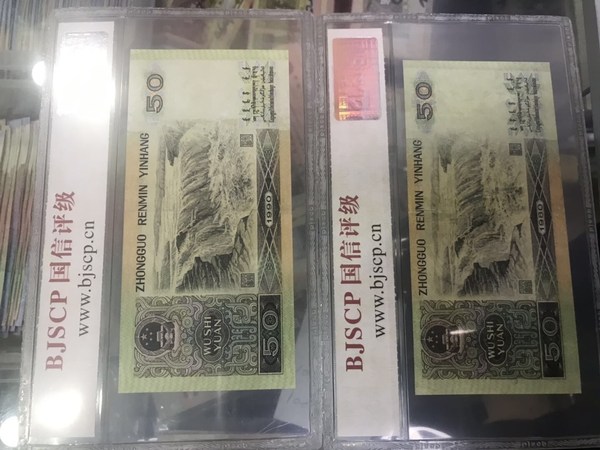 BJSCP 国信评级
www.bjscp.cn
ZHONGGUO RENMIN YINHANG
50
1990
WUSHI
YUAN
50
BJSCP 国信评级
www.bjscp.cn
ZHONGGUO RENMIN YINHANG
50
1980
WUSHI
YUAN
50